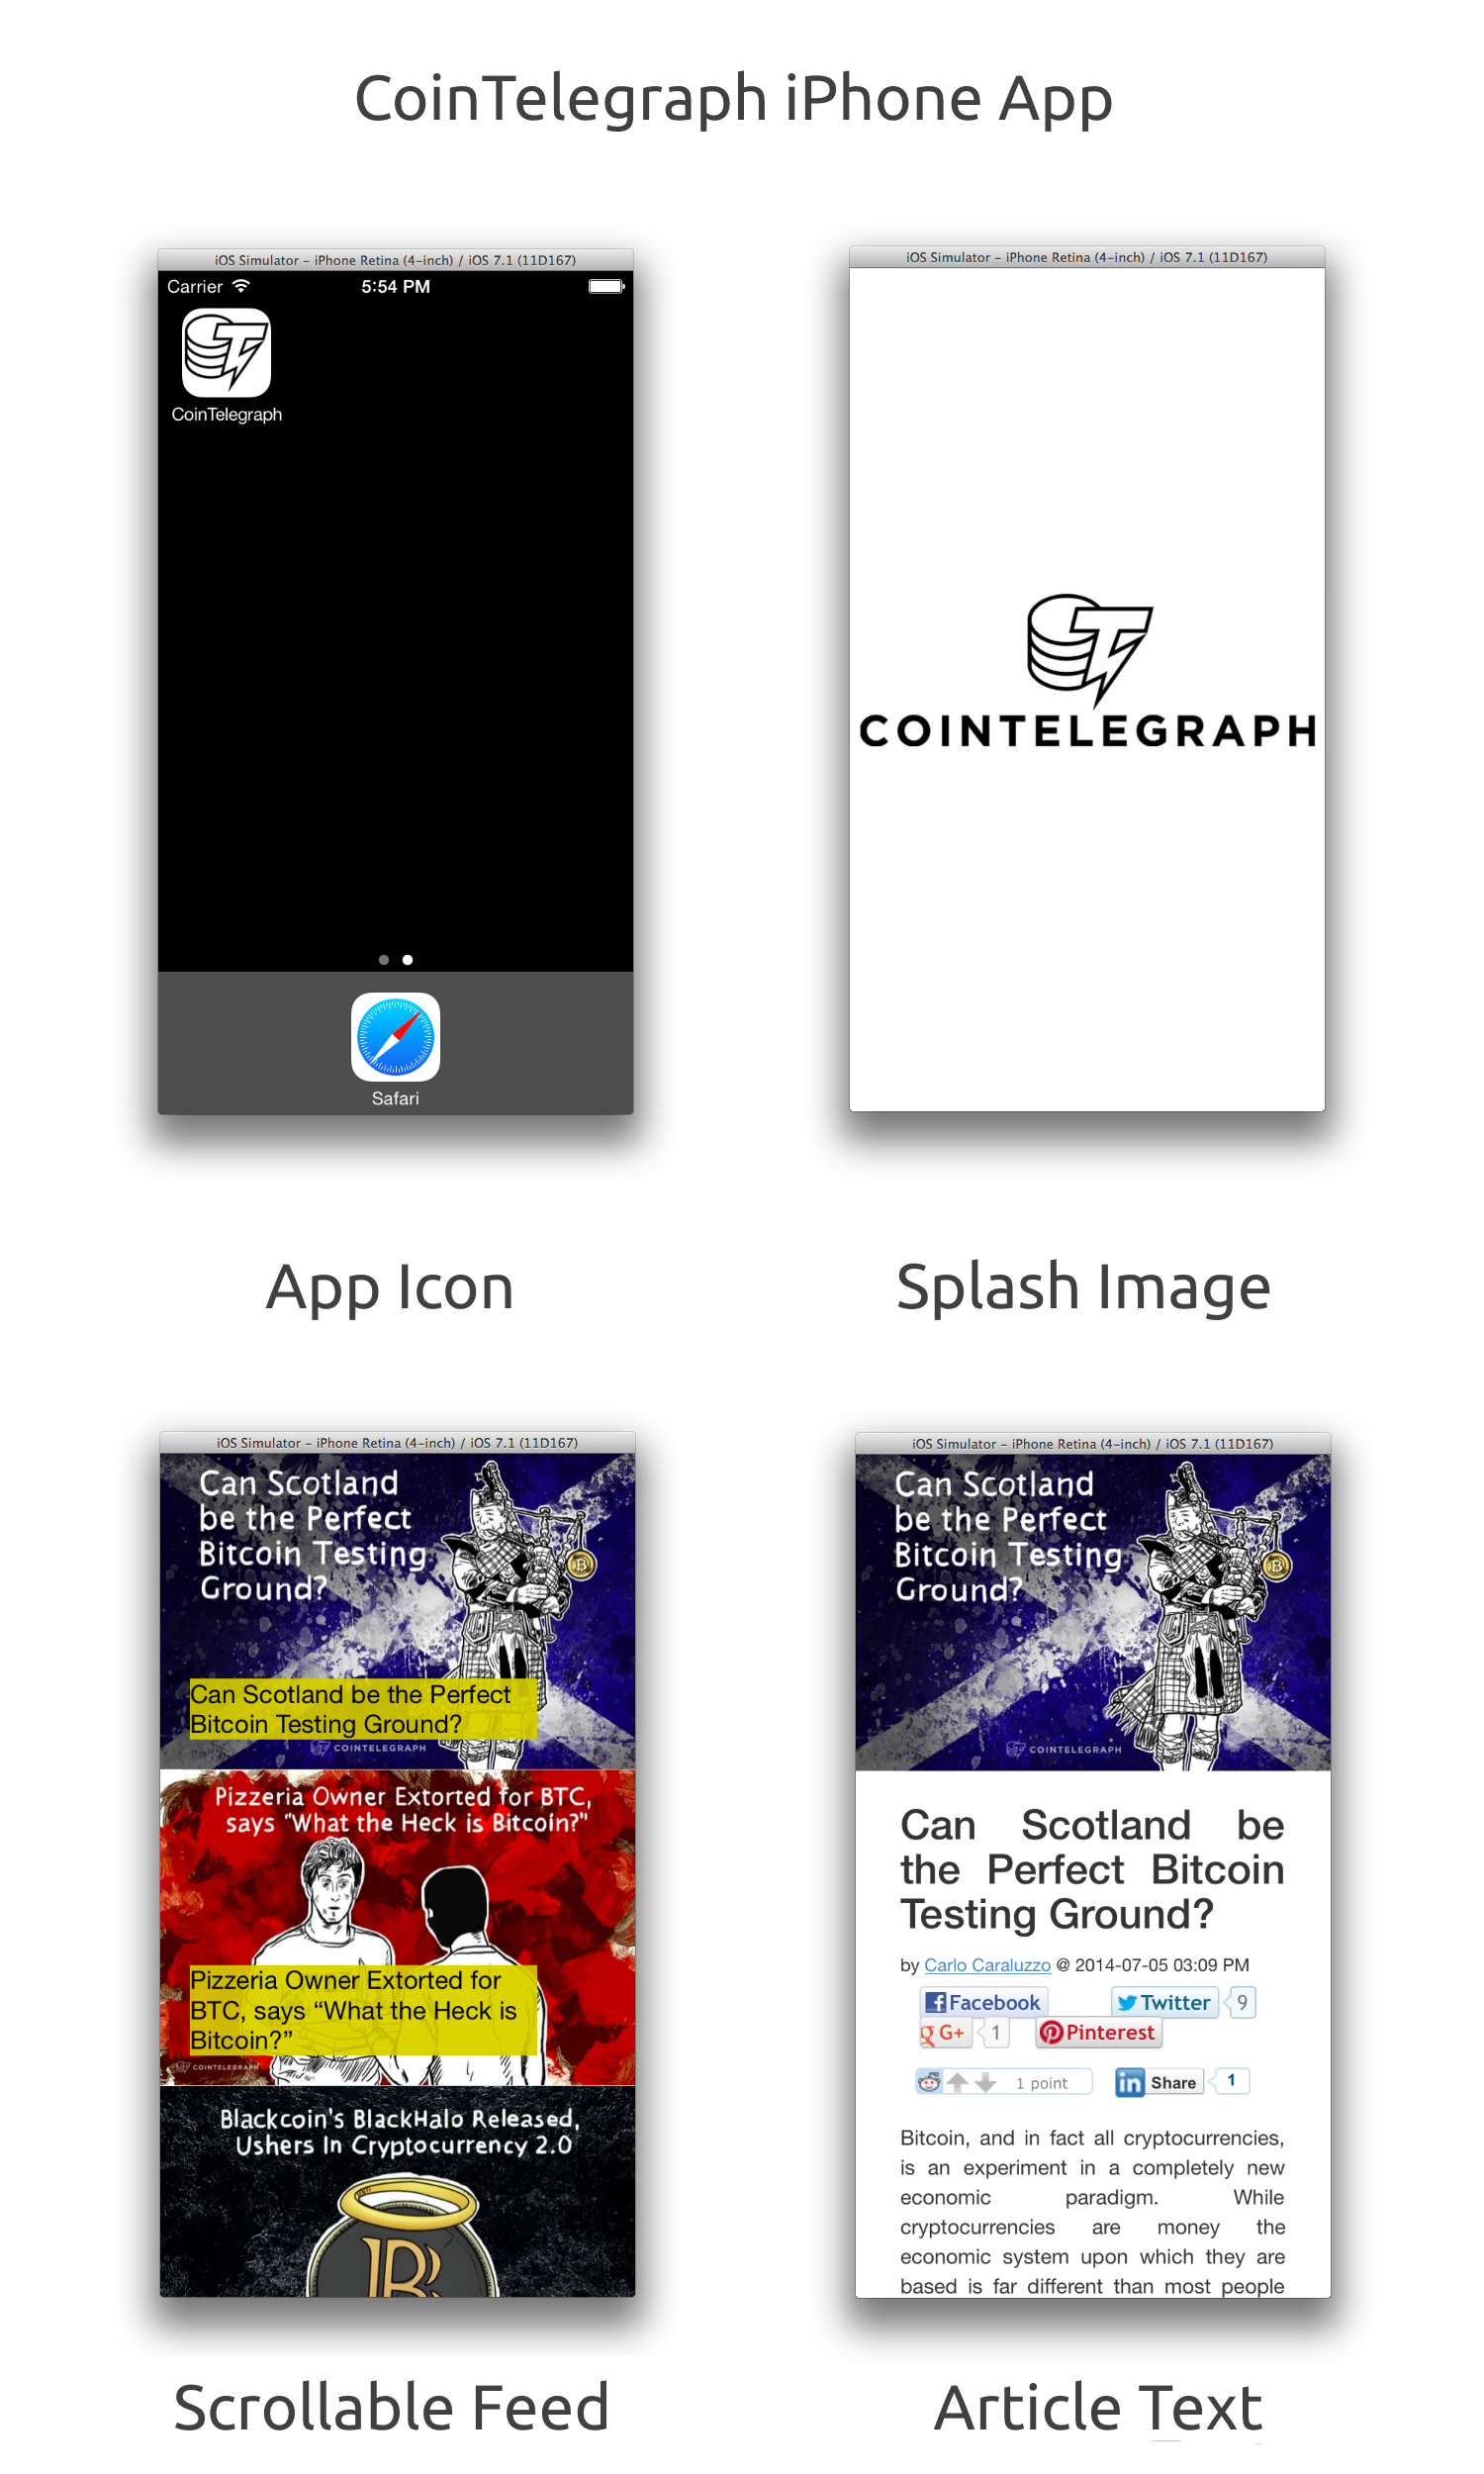 CoinTelegraph iPhone App
iOS Simulator - iPhone Retina (4-inch) / iOS 7.1 (11D167)
Carrier
5:54 PM
CoinTelegraph
Safari
App Icon
iOS Simulator - iPhone Retina (4-inch) / iOS 7.1 (11D167)
COINTELEGRAPH
Splash Image
iOS Simulator - iPhone Retina (4-inch) / iOS 7.1 (11D167)
Can Scotland
be the Perfect
Bitcoin Testing
Ground?
Can Scotland be the Perfect
Bitcoin Testing Ground?
COINTELEGRAPH
Pizzeria Owner Extorted for BTC,
says "What the Heck is Bitcoin?"
Pizzeria Owner Extorted for
BTC, says “What the Heck is
Bitcoin?”
COINTELEGRAPH
Blackcoin's BlackHalo Released,
Ushers In Cryptocurrency 2.0
Scrollable Feed
iOS Simulator - iPhone Retina (4-inch) / iOS 7.1 (11D167)
Can Scotland
be the Perfect
Bitcoin Testing
Ground?
COINTELEGRAPH
Can Scotland be
the Perfect Bitcoin
Testing Ground?
by Carlo Caraluzzo @ 2014-07-05 03:09 PM
Facebook Twitter 9
G+ 1 Pinterest
1 point in Share 1
Bitcoin, and in fact all cryptocurrencies,
is an experiment in a completely new
economic paradigm. While
cryptocurrencies are money the
economic system upon which they are
based is far different than most people
Article Text